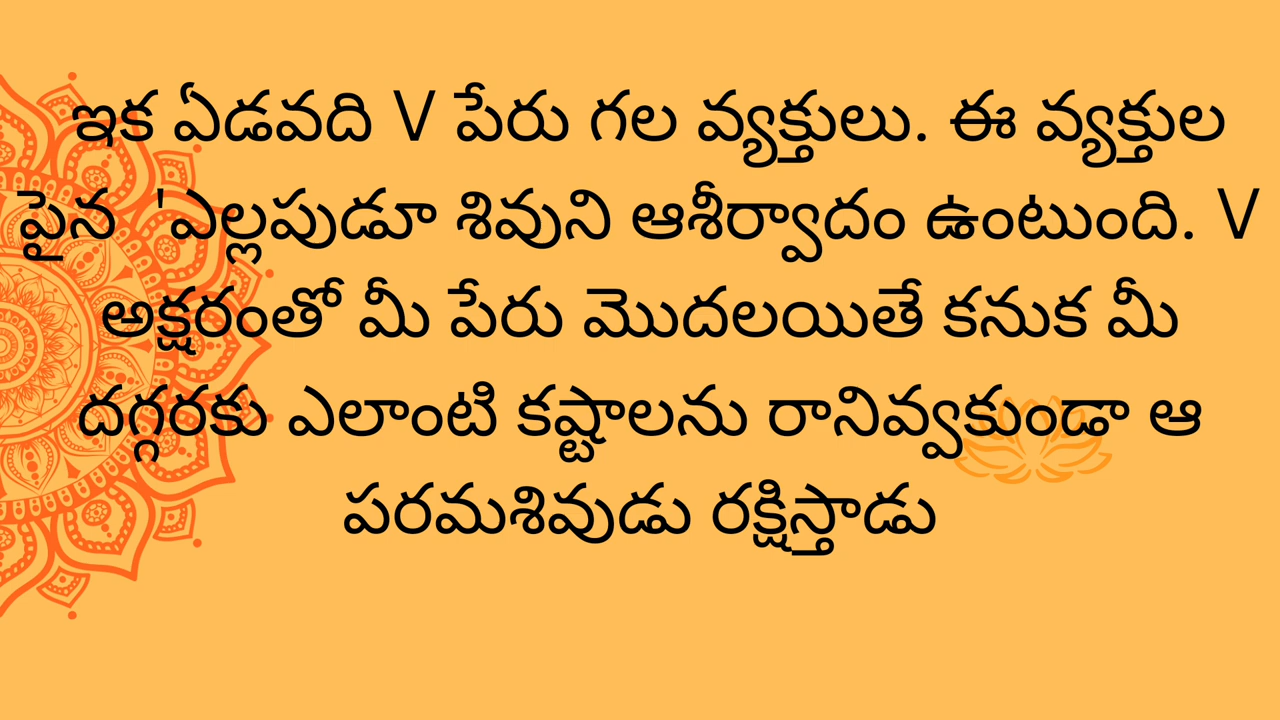 ఇక ఏడవది V పేరు గల వ్యక్తులు. ఈ వ్యక్తుల
పైన 'ఎల్లపుడూ శివుని ఆశీర్వాదం ఉంటుంది. V
అక్షరంతో మీ పేరు మొదలయితే కనుక మీ
దగ్గరకు ఎలాంటి కష్టాలను రానివ్వకుండా ఆ
పరమశివుడు రక్షిస్తాడు